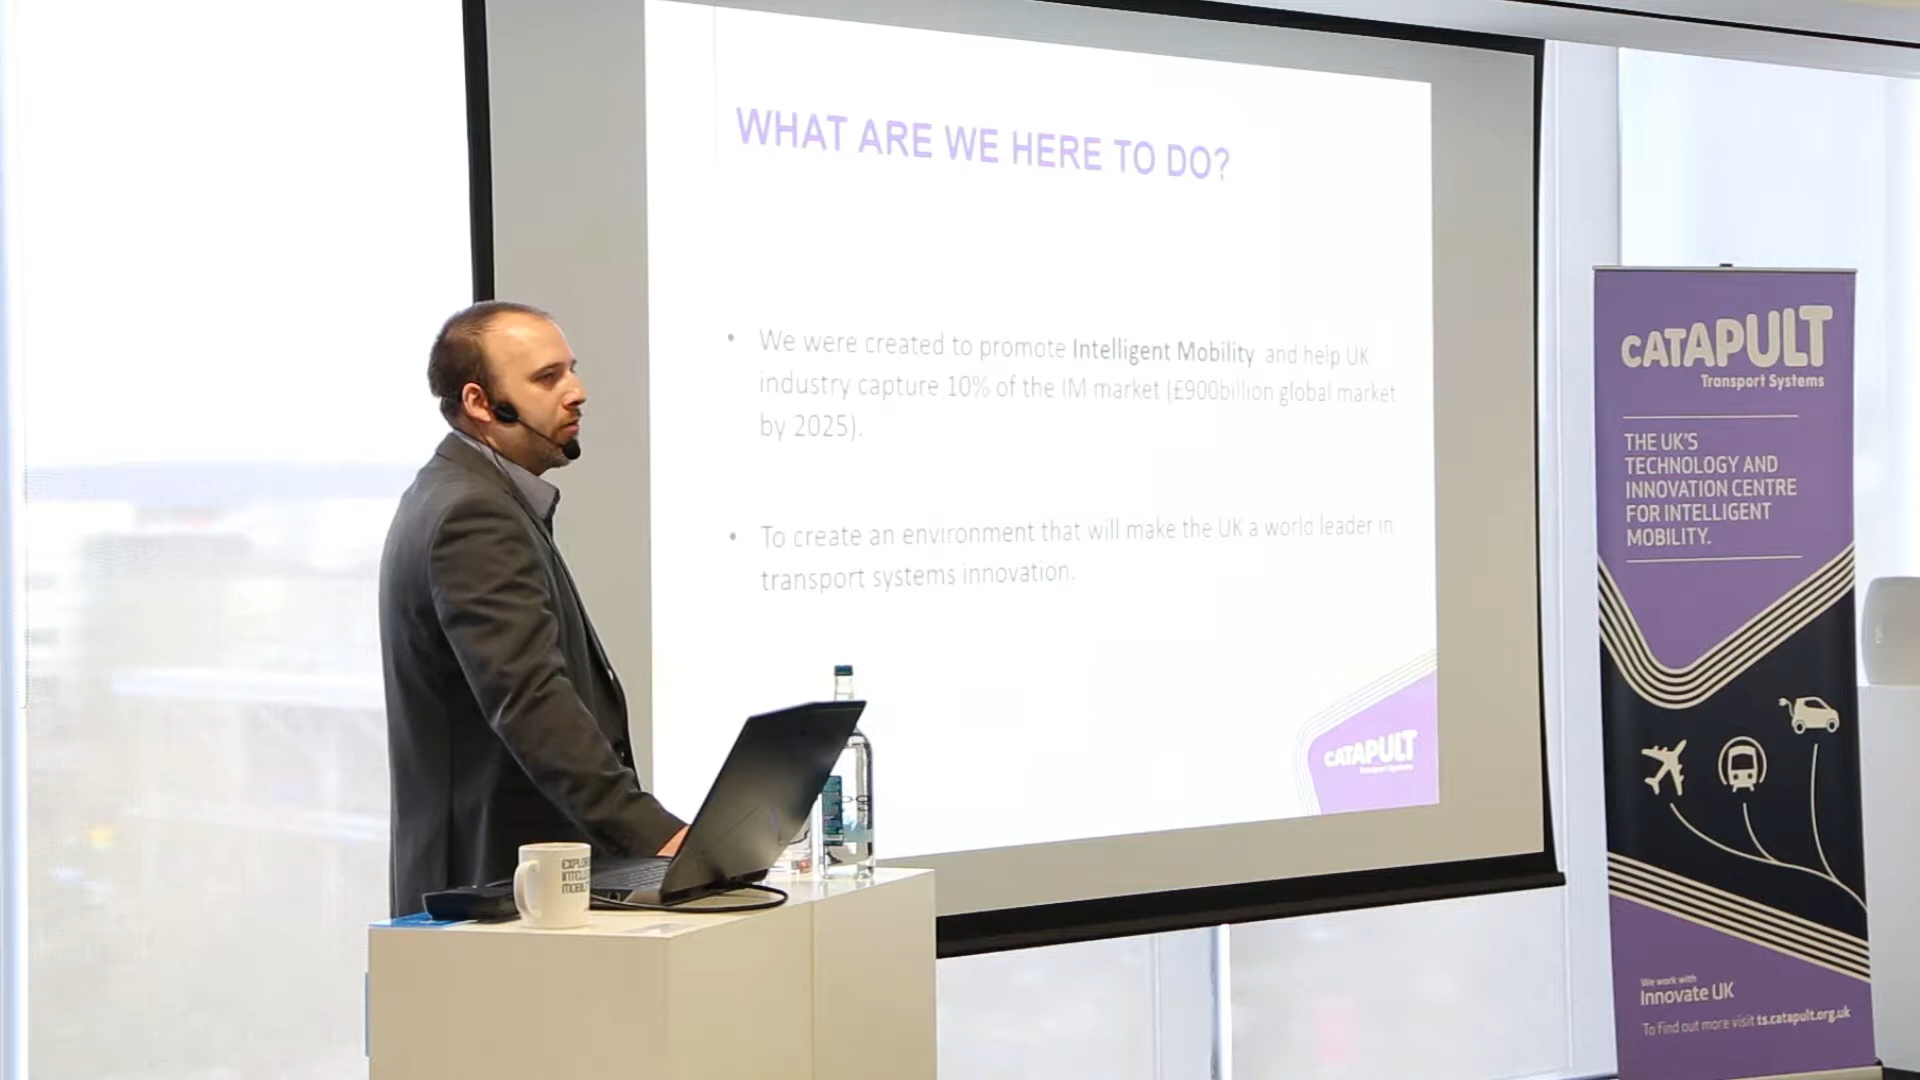 WHAT ARE WE HERE TO DO?
• We were created to promote Intelligent Mobility and help UK
industry capture 10% of the IM market (£900billion global market
by 2025).
• To create an environment that will make the UK a world leader in
transport systems innovation.
CATAPULT
Transport Systems
CATAPULT
Transport Systems
THE UK'S
TECHNOLOGY AND
INNOVATION CENTRE
FOR INTELLIGENT
MOBILITY.
We work with
Innovate UK
To find out more visit ts.catapult.org.uk